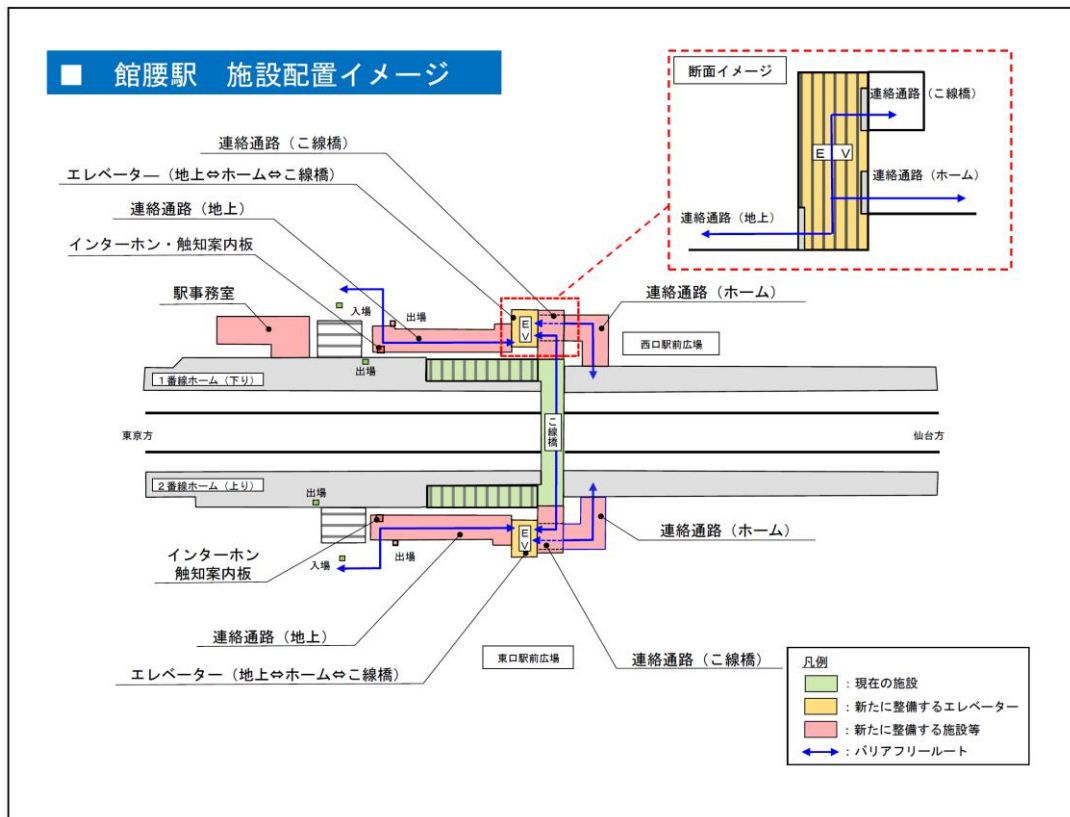 ■ 館腰駅 施設配置イメージ
断面イメージ
連絡通路(こ線橋)
E V
連絡通路(ホーム)
連絡通路(地上)
連絡通路(こ線橋)
エレベーター(地上⇔ホーム⇔こ線橋)
連絡通路(地上)
インターホン・触知案内板
駅事務室
入場
出場
出場
EV
連絡通路(ホーム)
西口駅前広場
1番線ホーム(下り)
東京方
こ線橋
仙台方
2番線ホーム(上り)
出場
入場
出場
EV
インターホン
触知案内板
連絡通路(ホーム)
連絡通路(地上)
エレベーター(地上⇔ホーム⇔こ線橋)
東口駅前広場
連絡通路(こ線橋)
凡例
:現在の施設
:新たに整備するエレベーター
:新たに整備する施設等
:バリアフリールート